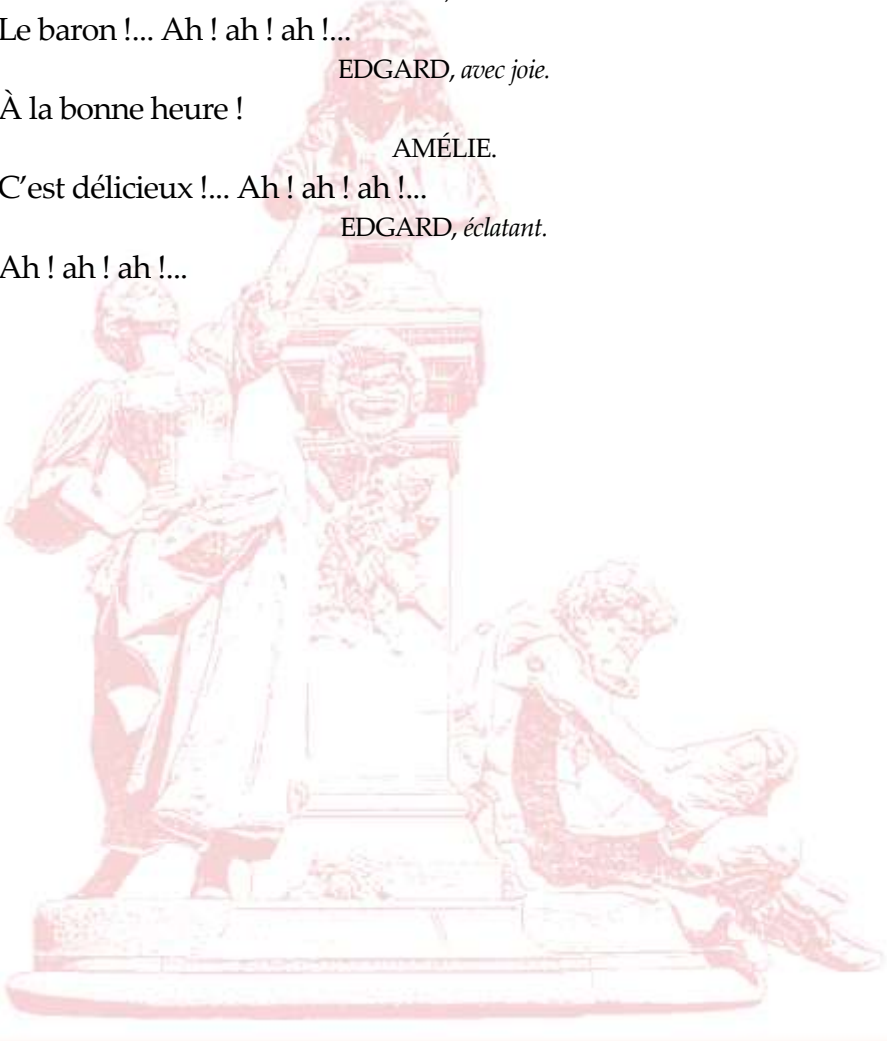 Le baron !... Ah ! ah ! ah !...
EDGARD, avec joie.
À la bonne heure !
AMÉLIE.
C’est délicieux !... Ah ! ah ! ah !...
EDGARD, éclatant.
Ah ! ah ! ah !...